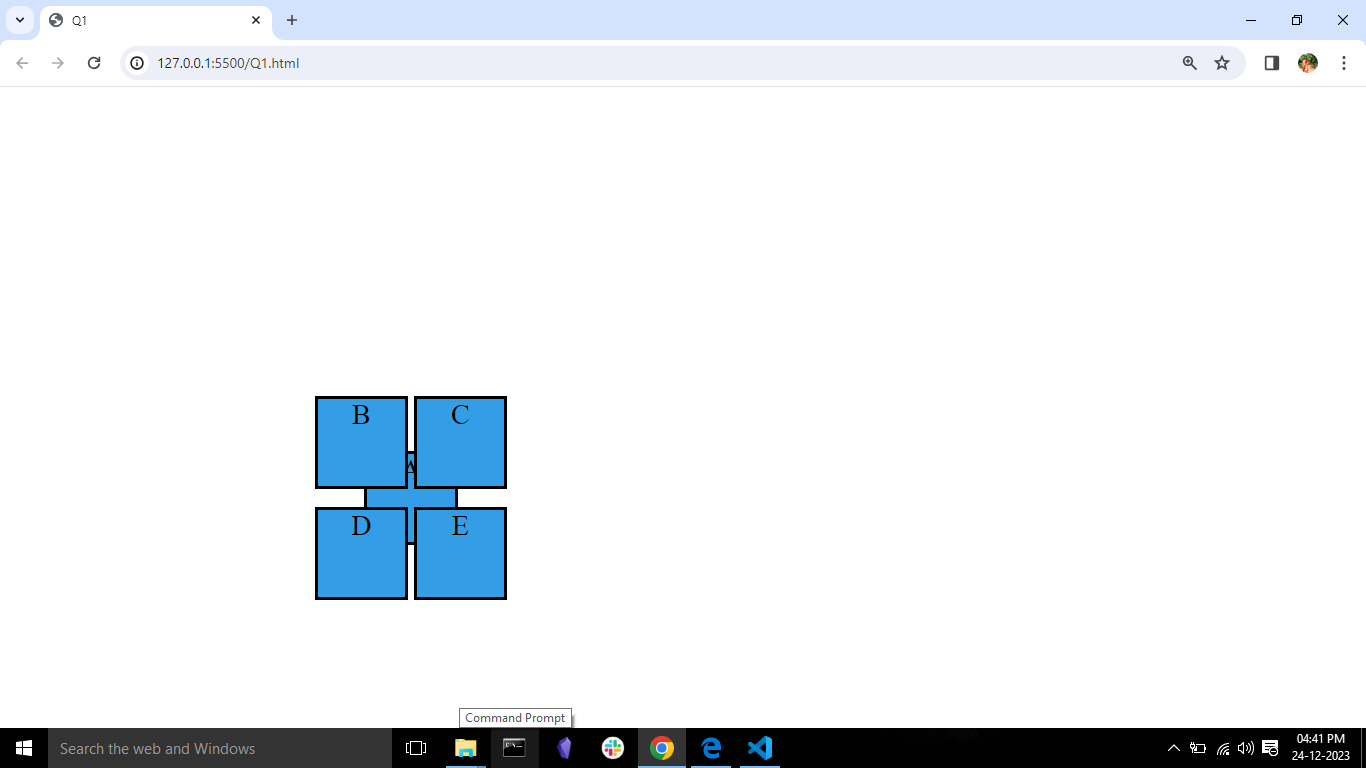 Q1
127.0.0.1:5500/Q1.html
B
C
D
E
Command Prompt
Search the web and Windows
04:41 PM
24-12-2023